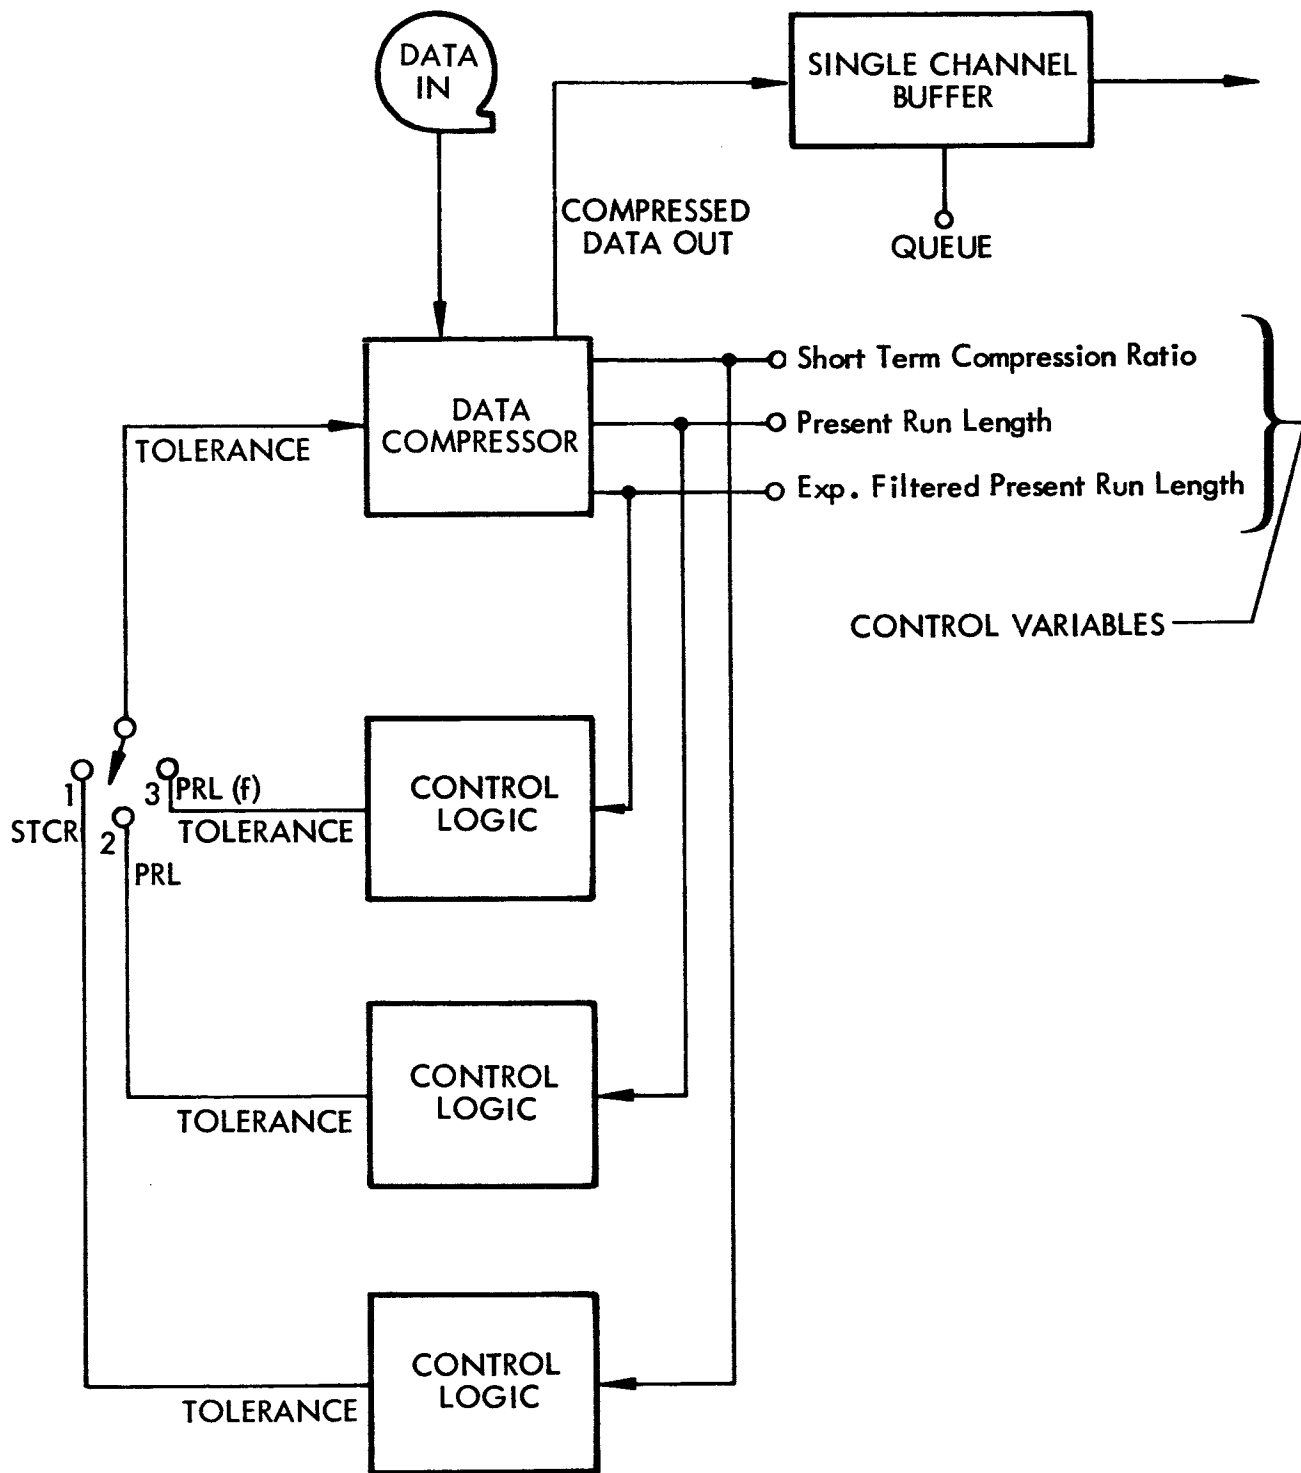 DATA
IN
SINGLE CHANNEL
BUFFER
COMPRESSED
DATA OUT
QUEUE
Short Term Compression Ratio
DATA
COMPRESSOR
Present Run Length
TOLERANCE
Exp. Filtered Present Run Length
CONTROL VARIABLES
1
STCR
2
PRL
3
PRL (f)
TOLERANCE
CONTROL
LOGIC
CONTROL
LOGIC
TOLERANCE
CONTROL
LOGIC
TOLERANCE